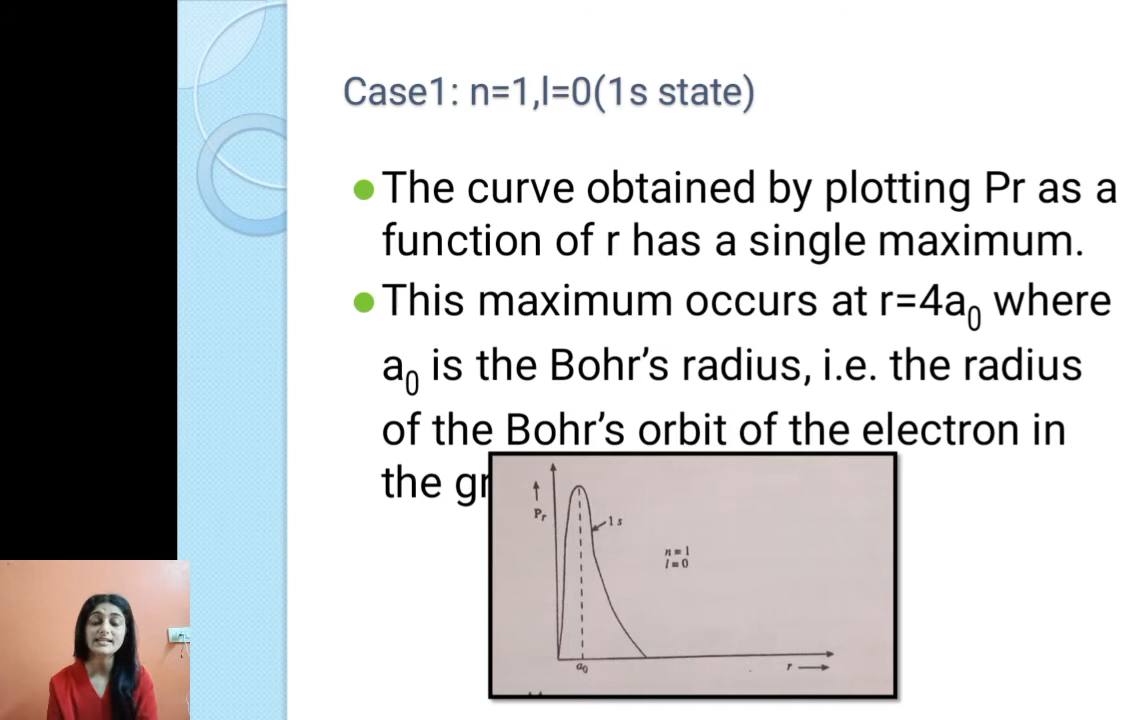 Case1: n=1,l=0(1s state)
The curve obtained by plotting Pr as a
function of r has a single maximum.
This maximum occurs at r=4a₀ where
a₀ is the Bohr’s radius, i.e. the radius
of the Bohr’s orbit of the electron in
the gr
Pr
1 s
n = 1
l = 0
a₀
r